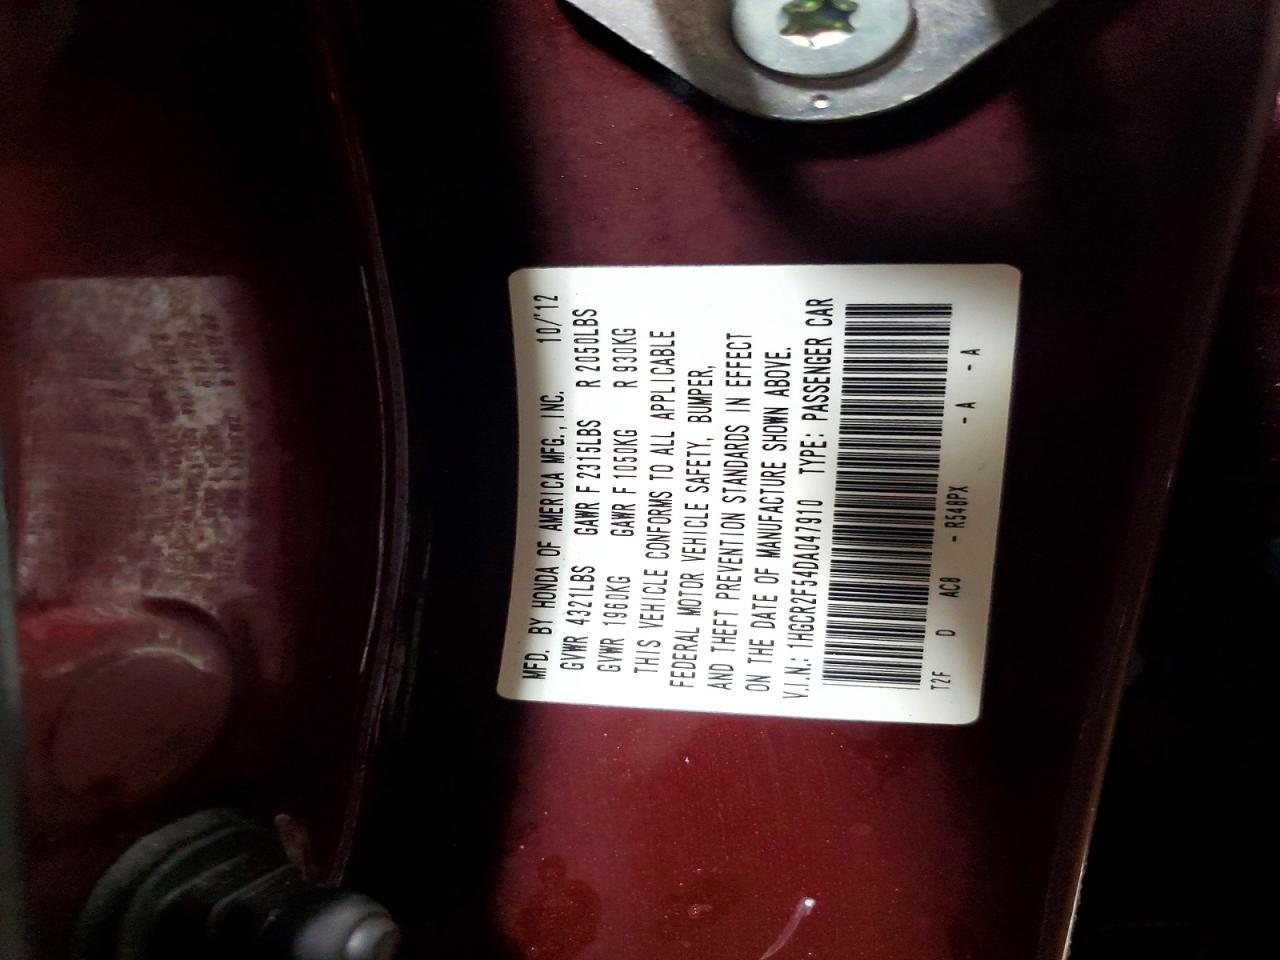 MFD. BY HONDA OF AMERICA MFG., INC. 10/'12
GVWR 4321LBS GAWR F 2315LBS R 2050LBS
GVWR 1960KG GAWR F 1050KG R 930KG
THIS VEHICLE CONFORMS TO ALL APPLICABLE
FEDERAL MOTOR VEHICLE SAFETY, BUMPER,
AND THEFT PREVENTION STANDARDS IN EFFECT
ON THE DATE OF MANUFACTURE SHOWN ABOVE.
V.I.N.: 1HGCR2F54DA047910 TYPE: PASSENGER CAR
T2F D AC8 - R548PX - A - A